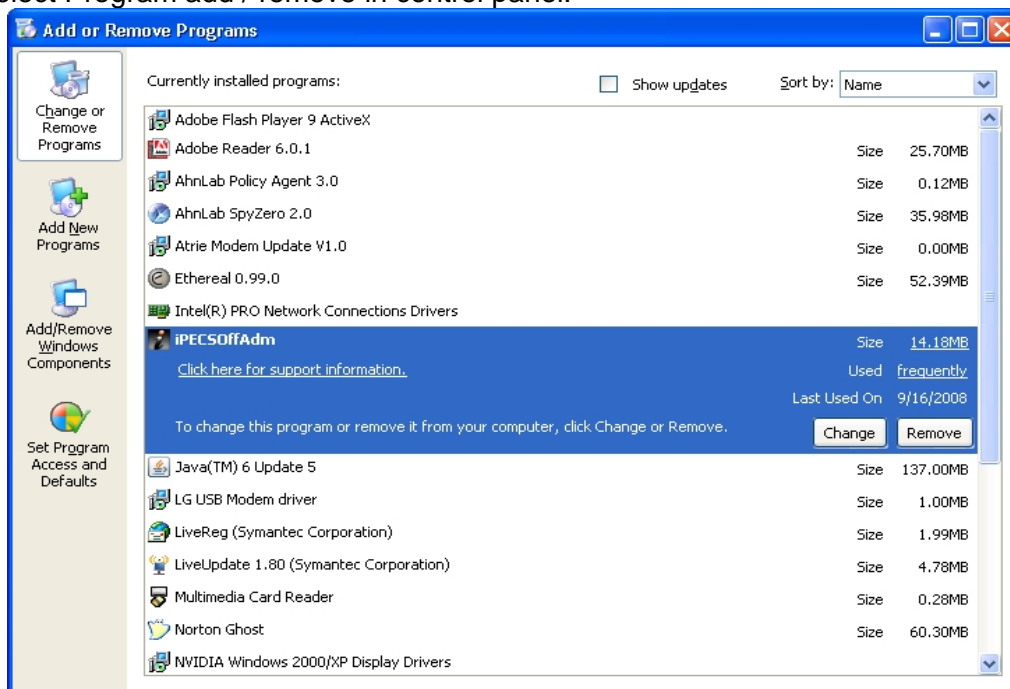 elect Program add / remove in control panel.
Add or Remove Programs
Change or
Remove
Programs
Add New
Programs
Add/Remove
Windows
Components
Set Program
Access and
Defaults
Currently installed programs: Show updates Sort by: Name
Adobe Flash Player 9 ActiveX
Adobe Reader 6.0.1 Size 25.70MB
AhnLab Policy Agent 3.0 Size 0.12MB
AhnLab SpyZero 2.0 Size 35.98MB
Atrie Modem Update V1.0 Size 0.00MB
Ethereal 0.99.0 Size 52.39MB
Intel(R) PRO Network Connections Drivers
iPECSOffAdm Size 14.18MB
Click here for support information. Used frequently
Last Used On 9/16/2008
To change this program or remove it from your computer, click Change or Remove. Change Remove
Java(TM) 6 Update 5 Size 137.00MB
LG USB Modem driver Size 1.00MB
LiveReg (Symantec Corporation) Size 1.99MB
LiveUpdate 1.80 (Symantec Corporation) Size 4.78MB
Multimedia Card Reader Size 0.28MB
Norton Ghost Size 60.30MB
NVIDIA Windows 2000/XP Display Drivers